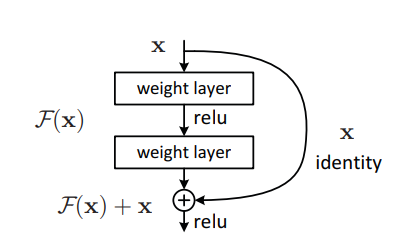 x
weight layer
relu
F(x)
x
weight layer
identity
F(x) + x
relu